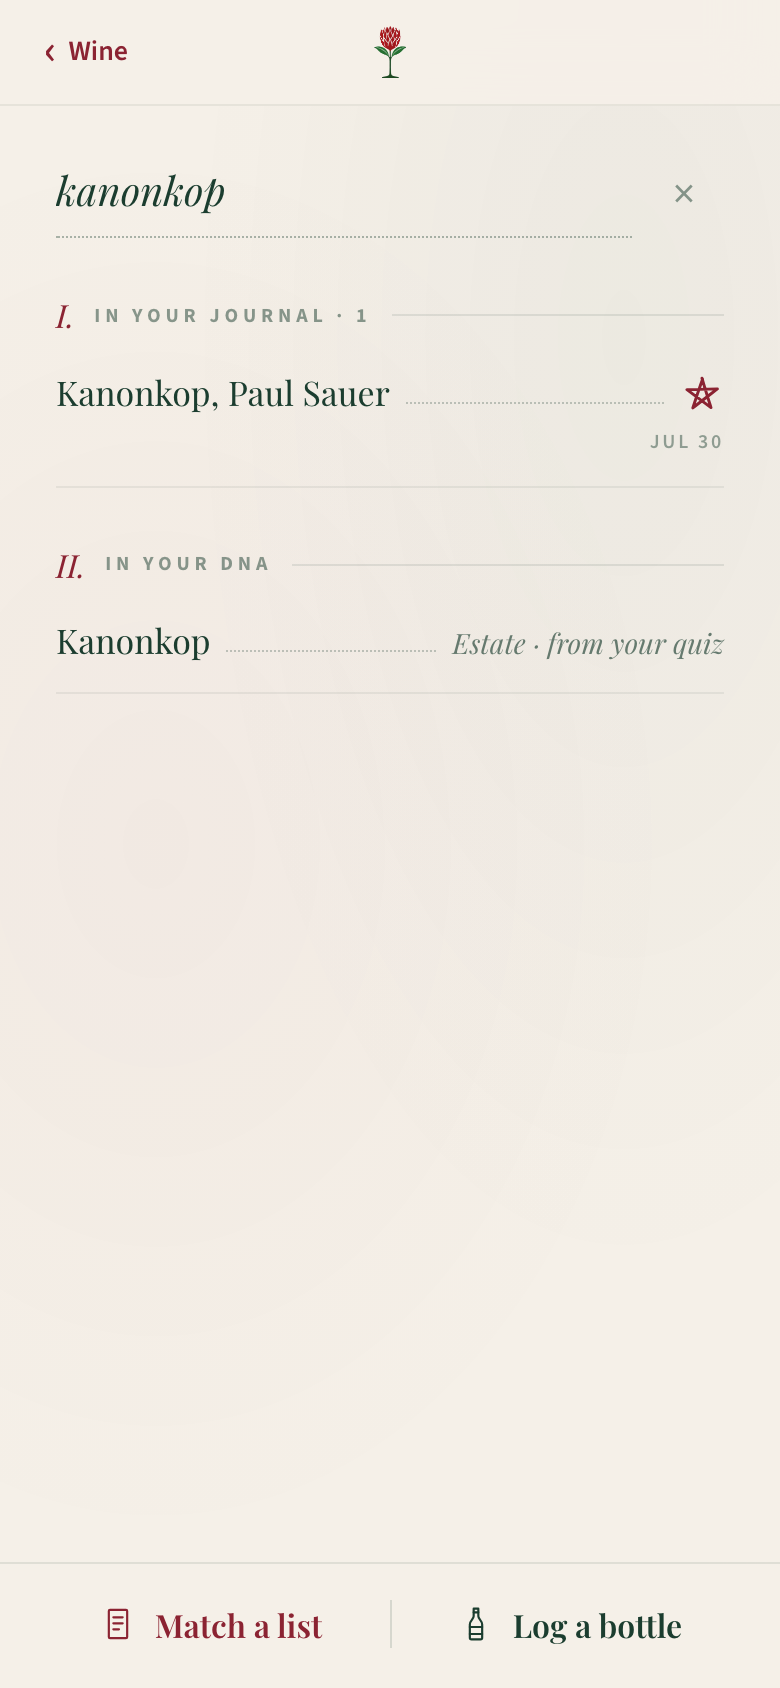 ‹ Wine
kanonkop ×
I. IN YOUR JOURNAL · 1
Kanonkop, Paul Sauer
JUL 30
II. IN YOUR DNA
Kanonkop Estate · from your quiz
Match a list Log a bottle